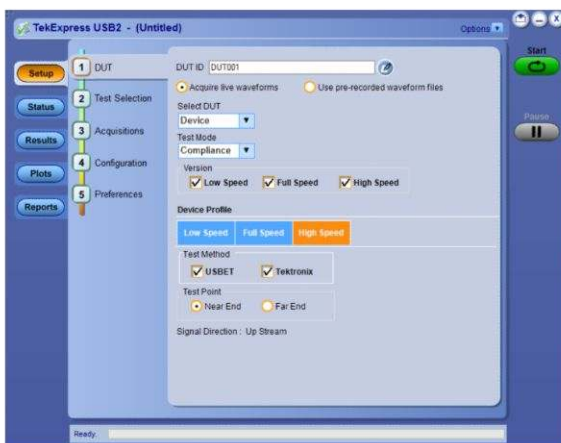 TekExpress USB2 - (Untitled)
Options
Start
Pause
Setup
Status
Results
Plots
Reports
1 DUT
2 Test Selection
3 Acquisitions
4 Configuration
5 Preferences
DUT ID DUT001
Acquire live waveforms Use pre-recorded waveform files
Select DUT
Device
Test Mode
Compliance
Version
Low Speed Full Speed High Speed
Device Profile
Low Speed Full Speed High Speed
Test Method
USBET Tektronix
Test Point
Near End Far End
Signal Direction : Up Stream
Ready